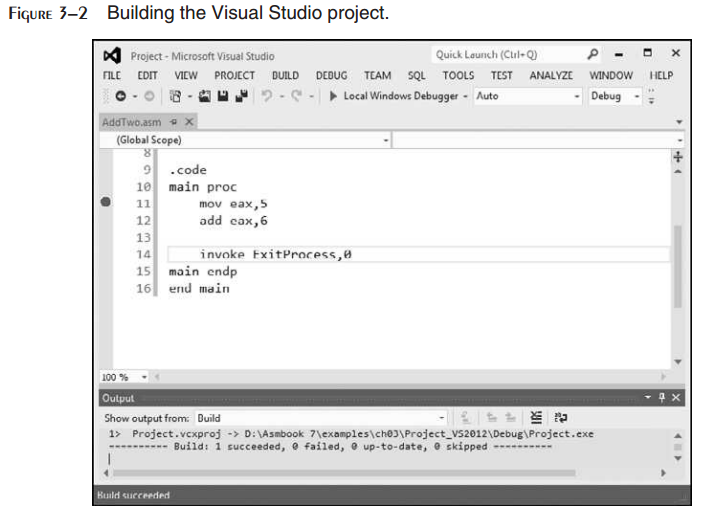 FIGURE 3–2 Building the Visual Studio project.
Project - Microsoft Visual Studio
Quick Launch (Ctrl+Q)
FILE EDIT VIEW PROJECT BUILD DEBUG TEAM SQL TOOLS TEST ANALYZE WINDOW HELP
Local Windows Debugger
Auto
Debug
AddTwo.asm
(Global Scope)
8
9 .code
10 main proc
11 mov eax,5
12 add eax,6
13
14 invoke ExitProcess,0
15 main endp
16 end main
100 %
Output
Show output from: Build
1> Project.vcxproj -> D:\Asmbook 7\examples\ch03\Project_VS2012\Debug\Project.exe
---------- Build: 1 succeeded, 0 failed, 0 up-to-date, 0 skipped ----------
Build succeeded